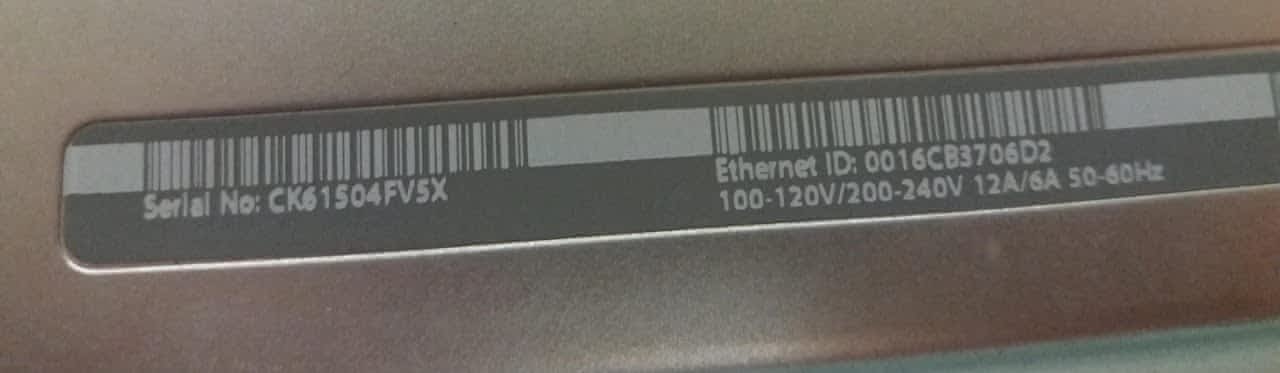 Serial No: CK61504FV5X
Ethernet ID: 0016CB3706D2
100-120V/200-240V 12A/6A 50-60Hz